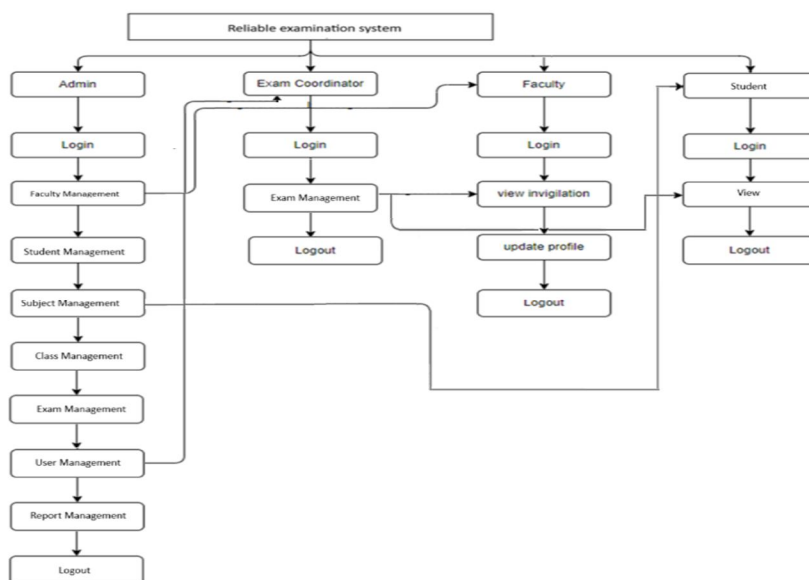 Reliable examination system
Admin
Exam Coordinator
Faculty
Student
Login
Login
Login
Login
Faculty Management
Exam Management
view invigilation
View
Student Management
Logout
update profile
Logout
Subject Management
Logout
Class Management
Exam Management
User Management
Report Management
Logout